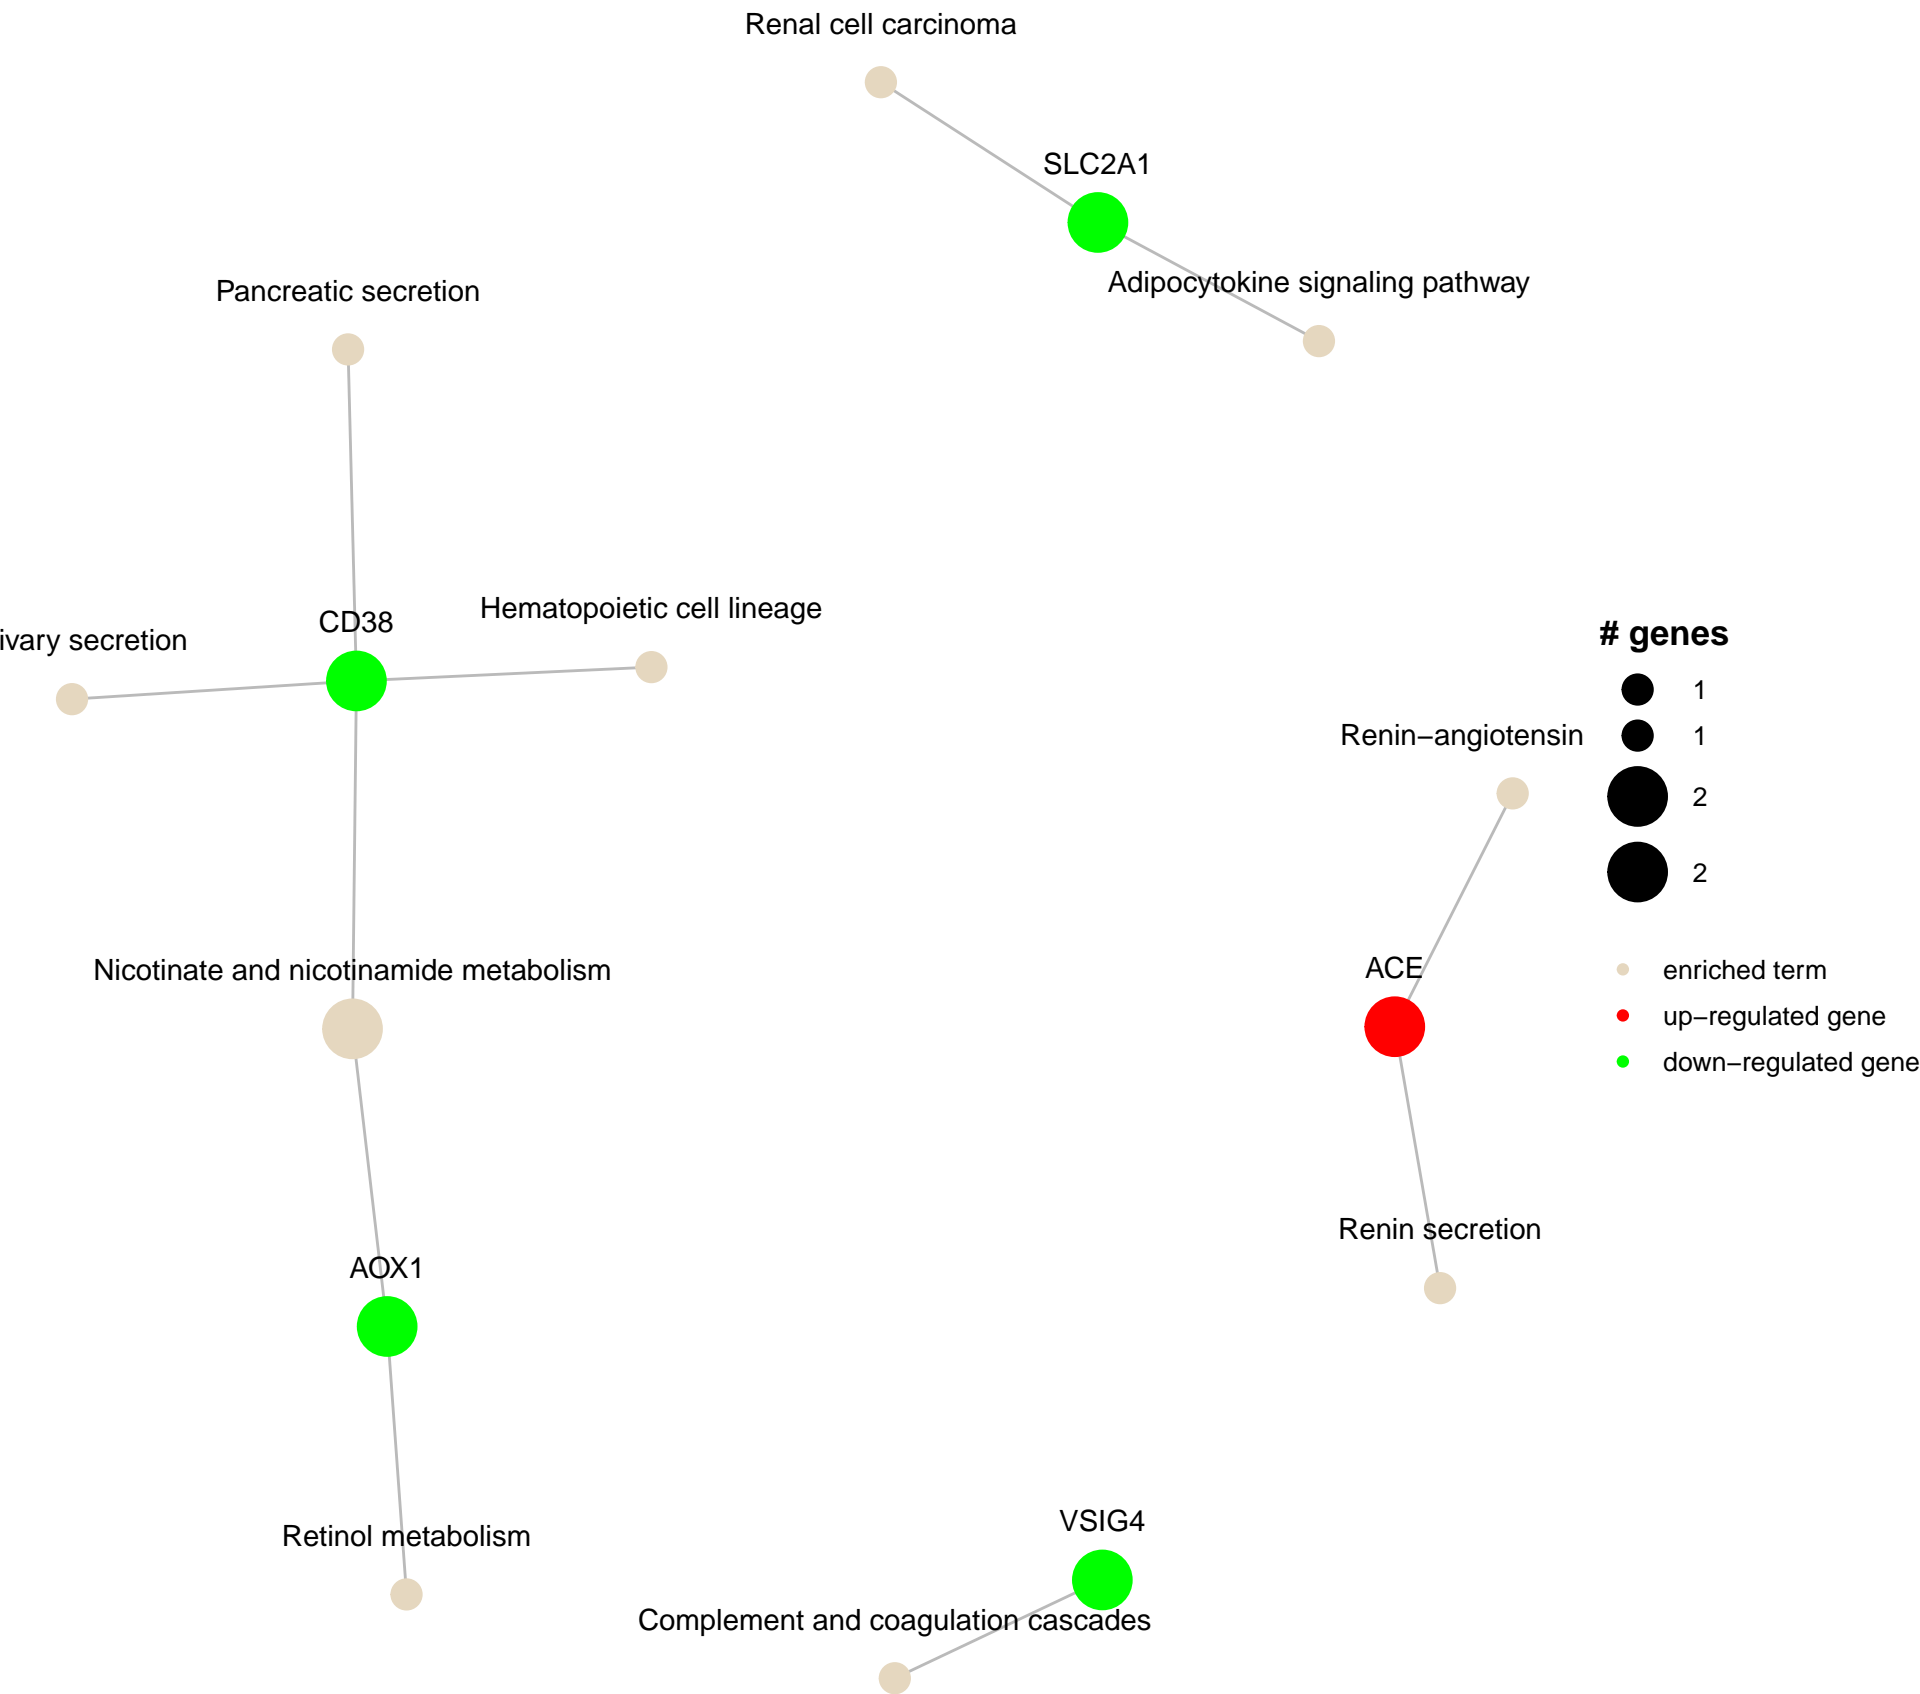 Renal cell carcinoma
SLC2A1
Adipocytokine signaling pathway
Pancreatic secretion
Hematopoietic cell lineage
CD38
ivary secretion
# genes
1
1
2
2
Renin−angiotensin
ACE
Nicotinate and nicotinamide metabolism
enriched term
up−regulated gene
down−regulated gene
Renin secretion
AOX1
VSIG4
Retinol metabolism
Complement and coagulation cascades